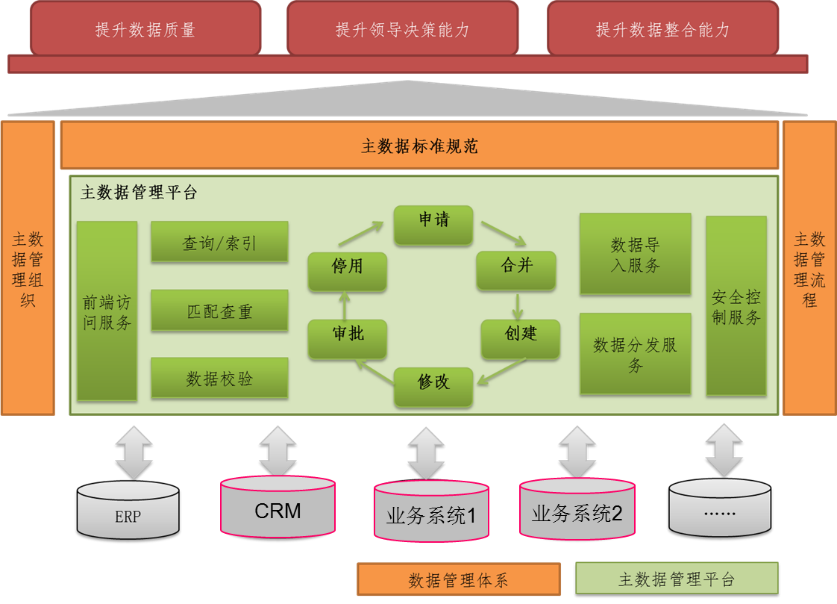 提升数据质量
提升领导决策能力
提升数据整合能力
主数据标准规范
主数
据管
理组
织
主数
据管
理流
程
主数据管理平台
前端访
问服务
查询/索引
匹配查重
数据校验
申请
合并
创建
修改
审批
停用
数据导
入服务
数据分发服
务
安全控
制服务
ERP
CRM
业务系统1
业务系统2
……
数据管理体系
主数据管理平台